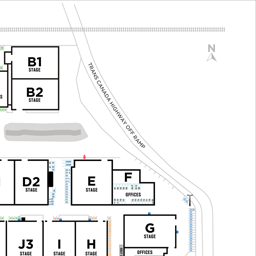 B1
STAGE
B2
STAGE
TRANS CANADA HIGHWAY OFF RAMP
N
D2
STAGE
E
STAGE
F
OFFICES
G
STAGE
OFFICES
J3
STAGE
I
STAGE
H
STAGE